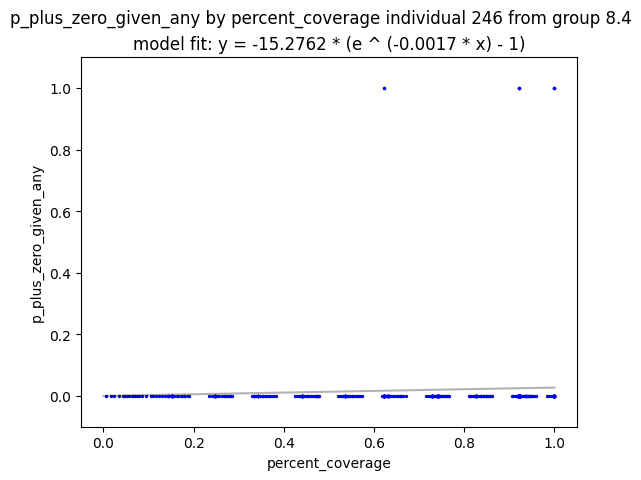 p_plus_zero_given_any by percent_coverage individual 246 from group 8.4
model fit: y = -15.2762 * (e ^ (-0.0017 * x) - 1)
1.0
0.8
0.6
0.4
0.2
0.0
p_plus_zero_given_any
0.0 0.2 0.4 0.6 0.8 1.0
percent_coverage